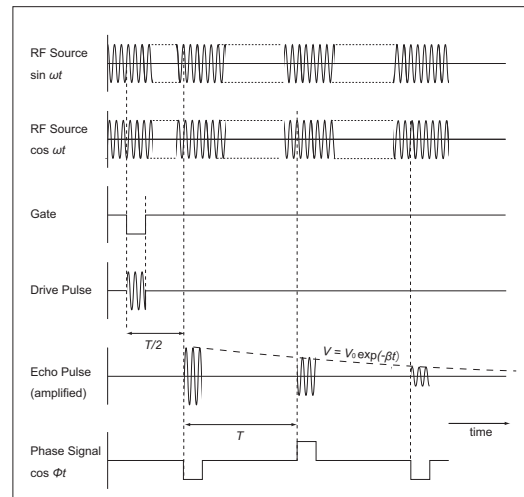 RF Source
sin ωt
RF Source
cos ωt
Gate
Drive Pulse
T/2
V = V₀ exp(-βt)
Echo Pulse
(amplified)
T
time
Phase Signal
cos Φt